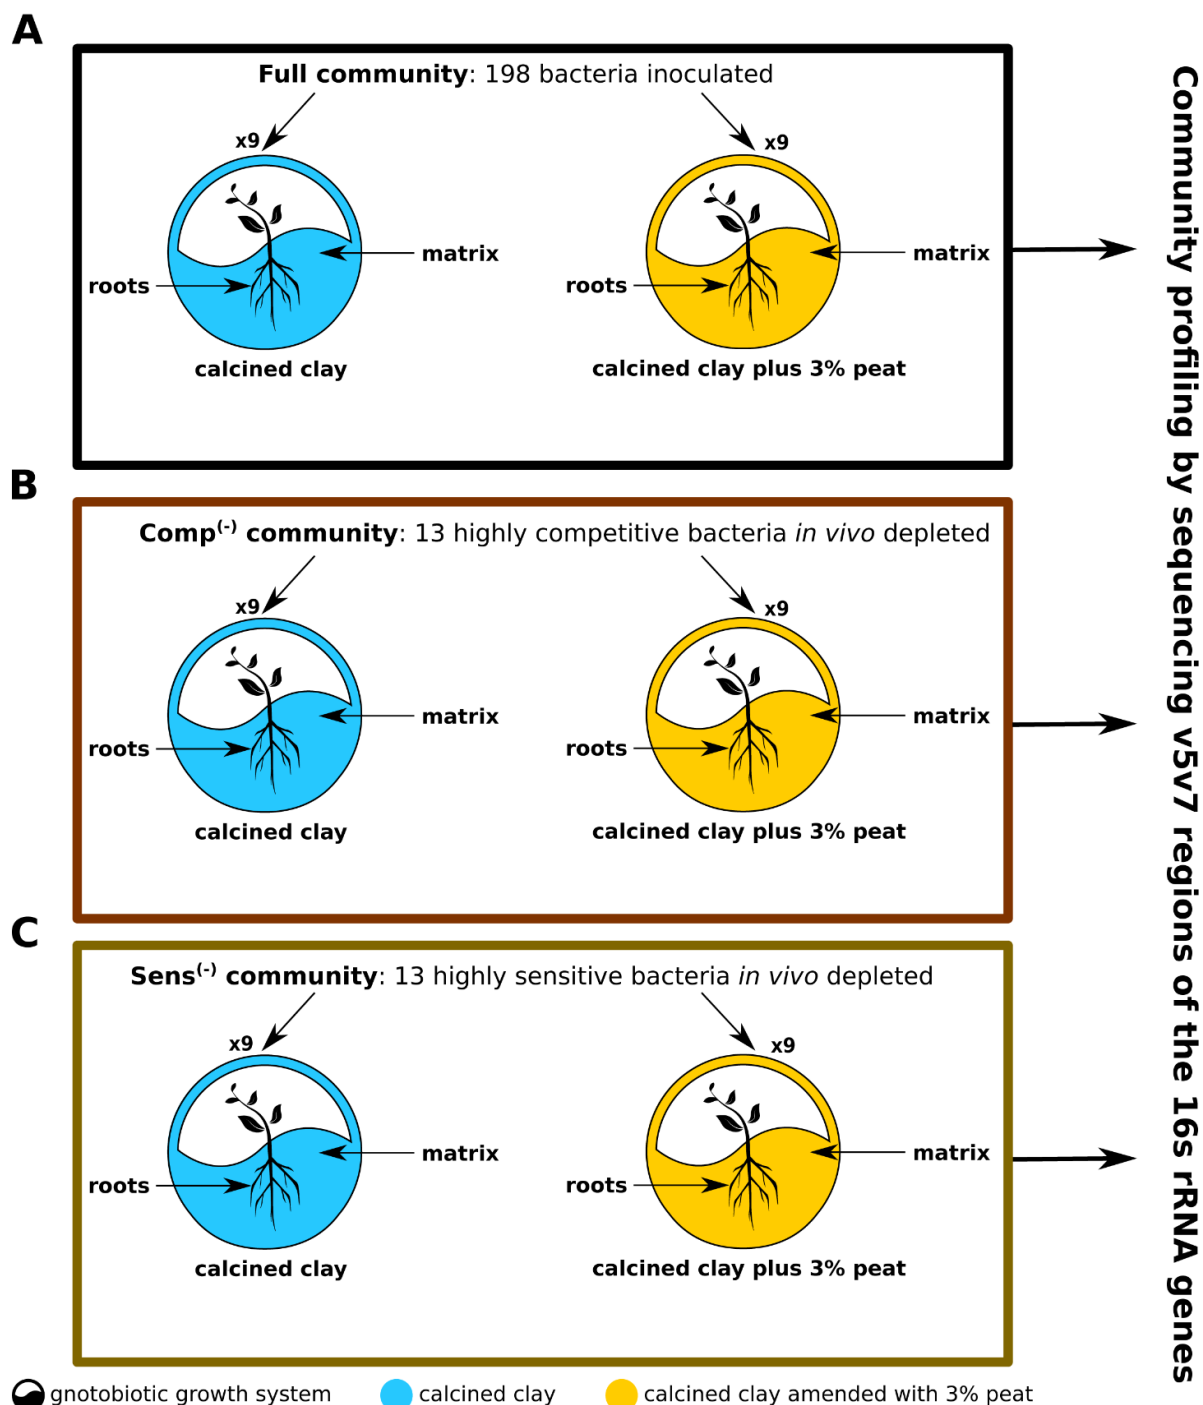 A
Full community: 198 bacteria inoculated
x9
x9
matrix
matrix
roots
roots
calcined clay
calcined clay plus 3% peat
B
Comp(-) community: 13 highly competitive bacteria in vivo depleted
x9
x9
matrix
matrix
roots
roots
calcined clay
calcined clay plus 3% peat
C
Sens(-) community: 13 highly sensitive bacteria in vivo depleted
x9
x9
matrix
matrix
roots
roots
calcined clay
calcined clay plus 3% peat
gnotobiotic growth system
calcined clay
calcined clay amended with 3% peat
Community profiling by sequencing v5v7 regions of the 16s rRNA genes